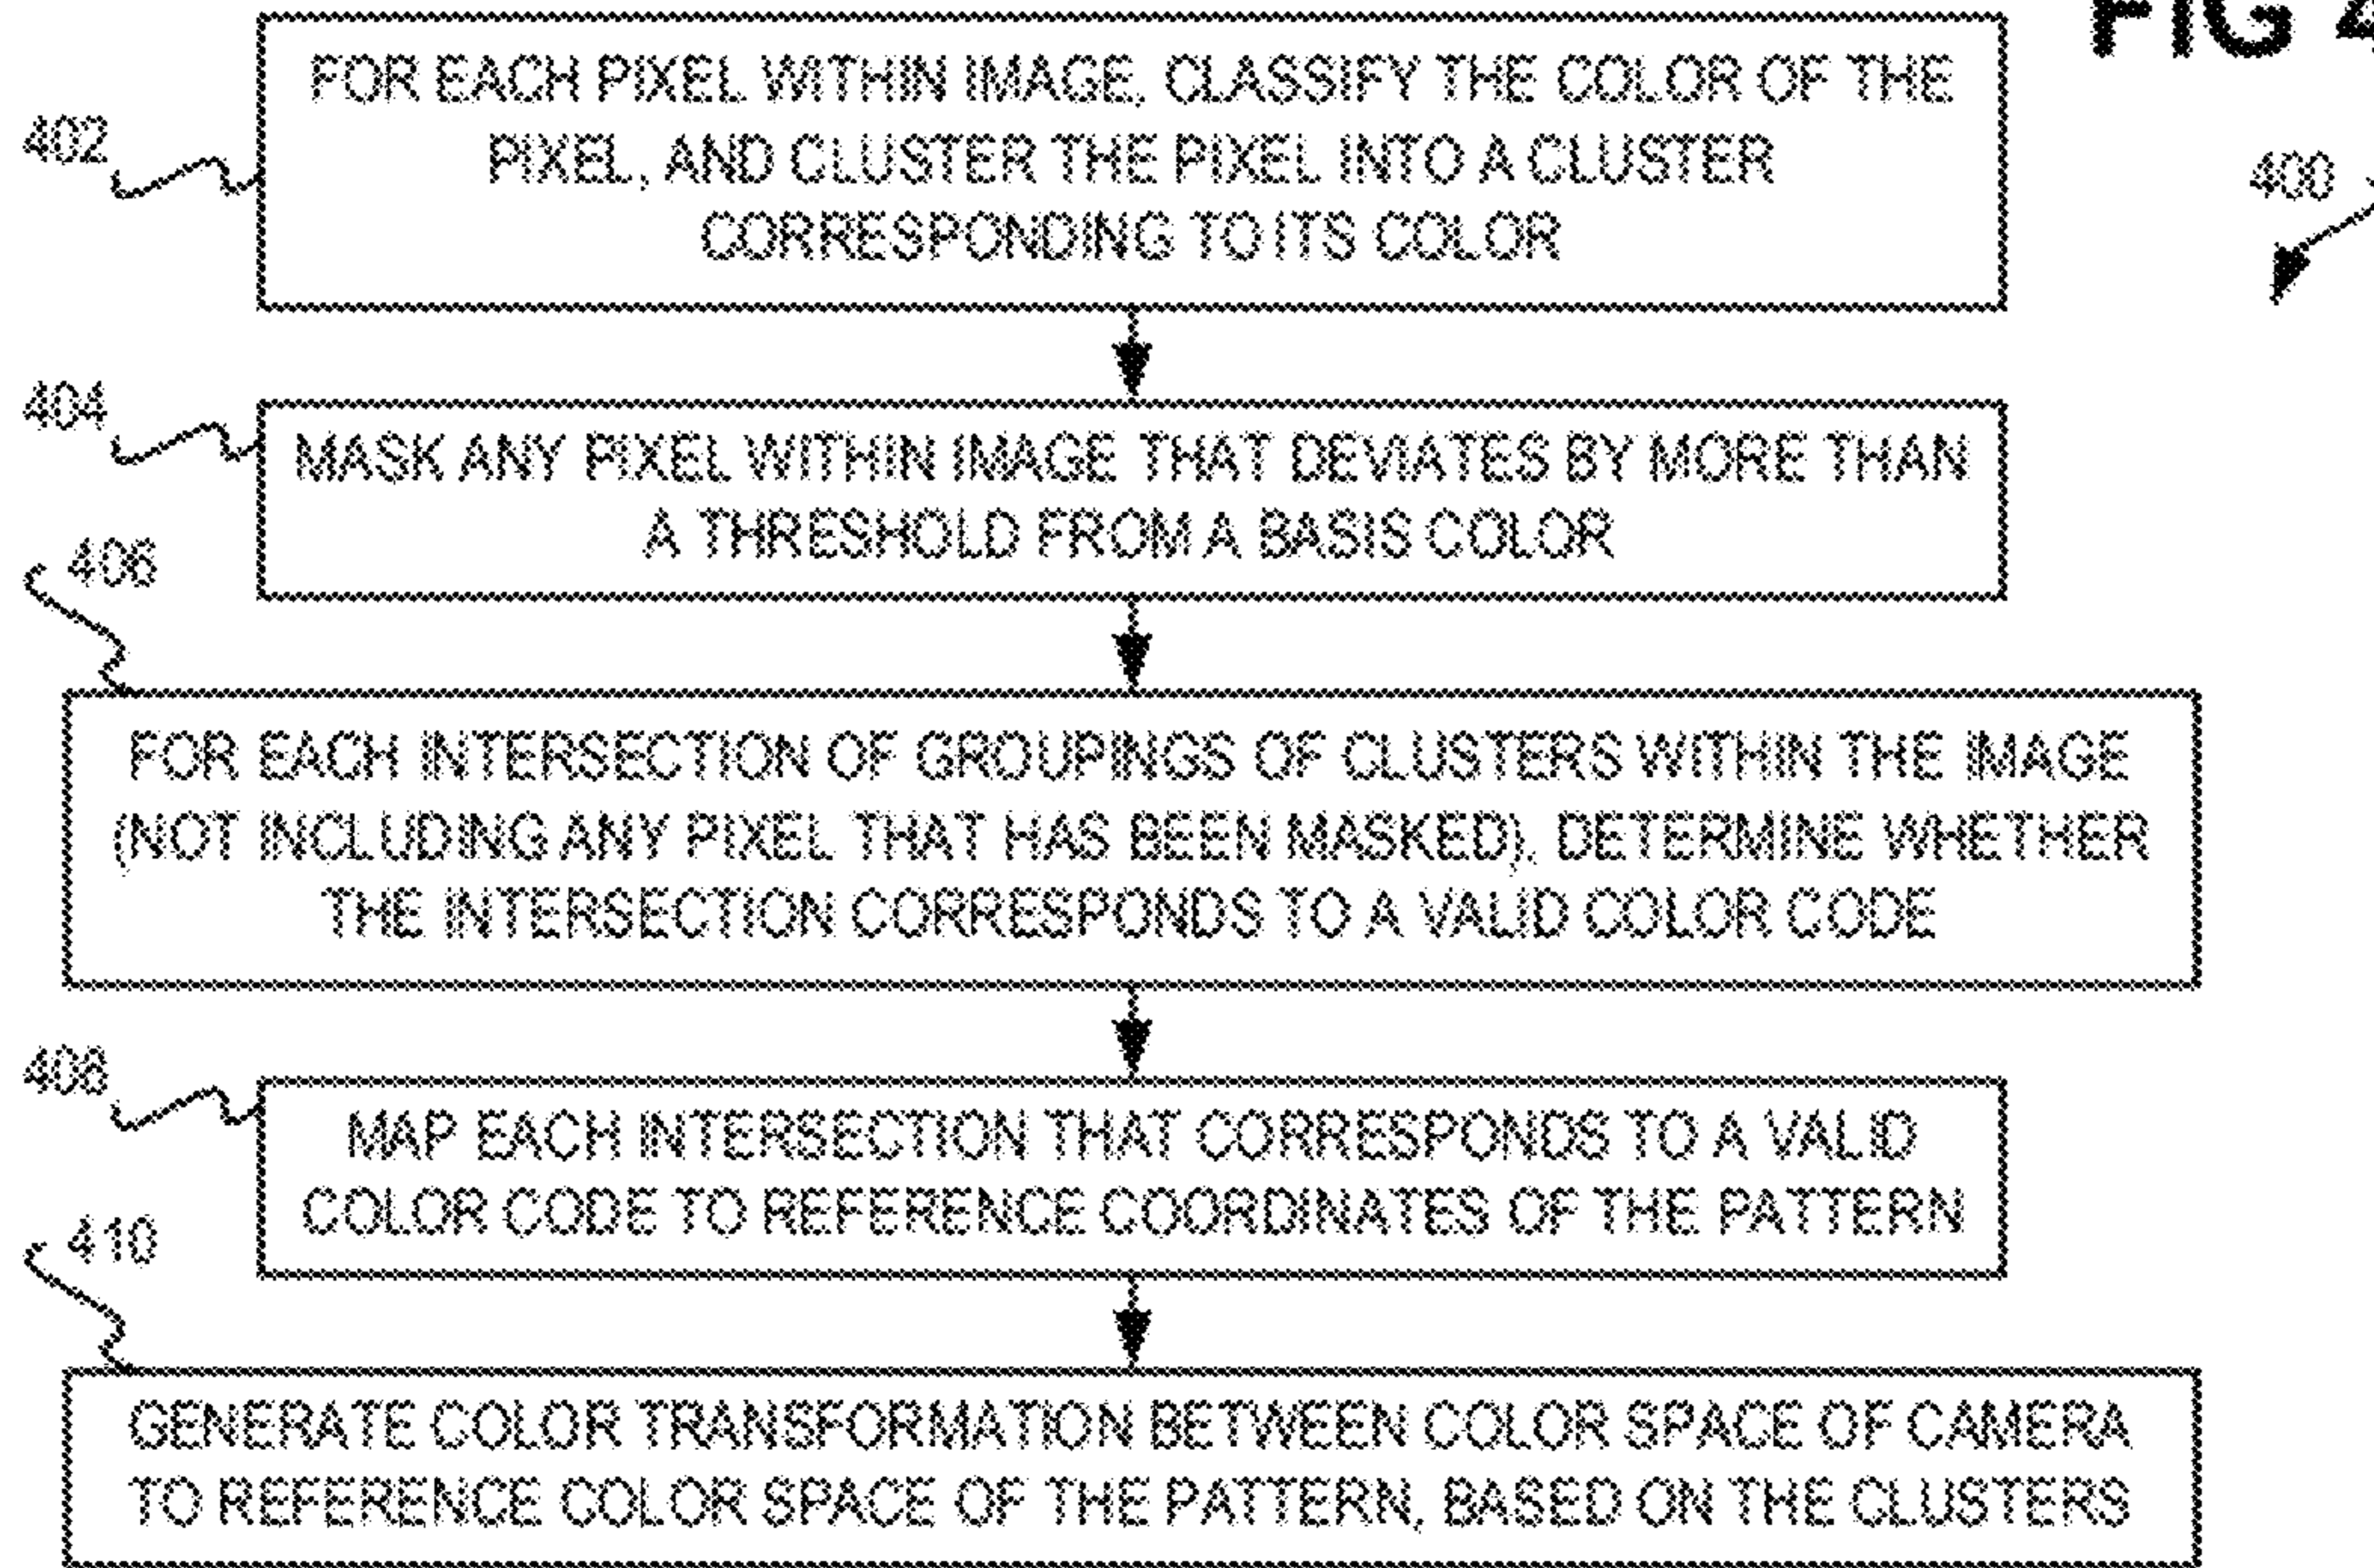 FIG 4
400
402
FOR EACH PIXEL WITHIN IMAGE, CLASSIFY THE COLOR OF THE
PIXEL, AND CLUSTER THE PIXEL INTO A CLUSTER
CORRESPONDING TO ITS COLOR
404
MASK ANY PIXEL WITHIN IMAGE THAT DEVIATES BY MORE THAN
A THRESHOLD FROM A BASIS COLOR
406
FOR EACH INTERSECTION OF GROUPINGS OF CLUSTERS WITHIN THE IMAGE
(NOT INCLUDING ANY PIXEL THAT HAS BEEN MASKED), DETERMINE WHETHER
THE INTERSECTION CORRESPONDS TO A VALID COLOR CODE
408
MAP EACH INTERSECTION THAT CORRESPONDS TO A VALID
COLOR CODE TO REFERENCE COORDINATES OF THE PATTERN
410
GENERATE COLOR TRANSFORMATION BETWEEN COLOR SPACE OF CAMERA
TO REFERENCE COLOR SPACE OF THE PATTERN, BASED ON THE CLUSTERS